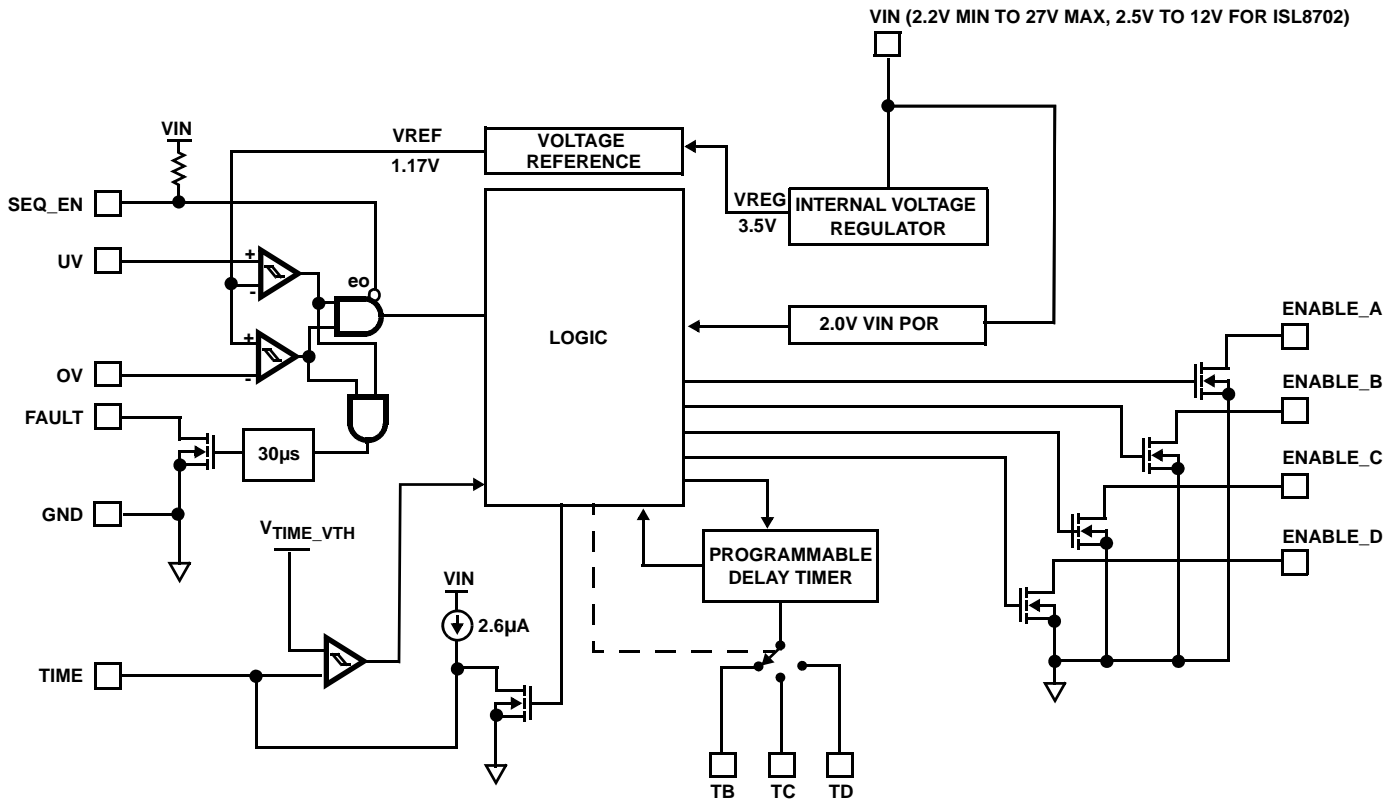 VIN (2.2V MIN TO 27V MAX, 2.5V TO 12V FOR ISL8702)
VIN
VREF
1.17V
VOLTAGE
REFERENCE
SEQ_EN
VREG
3.5V
INTERNAL VOLTAGE
REGULATOR
UV
+
-
eo
LOGIC
2.0V VIN POR
ENABLE_A
+
-
OV
ENABLE_B
FAULT
30µs
ENABLE_C
GND
VTIME_VTH
ENABLE_D
PROGRAMMABLE
DELAY TIMER
VIN
2.6µA
TIME
TB
TC
TD